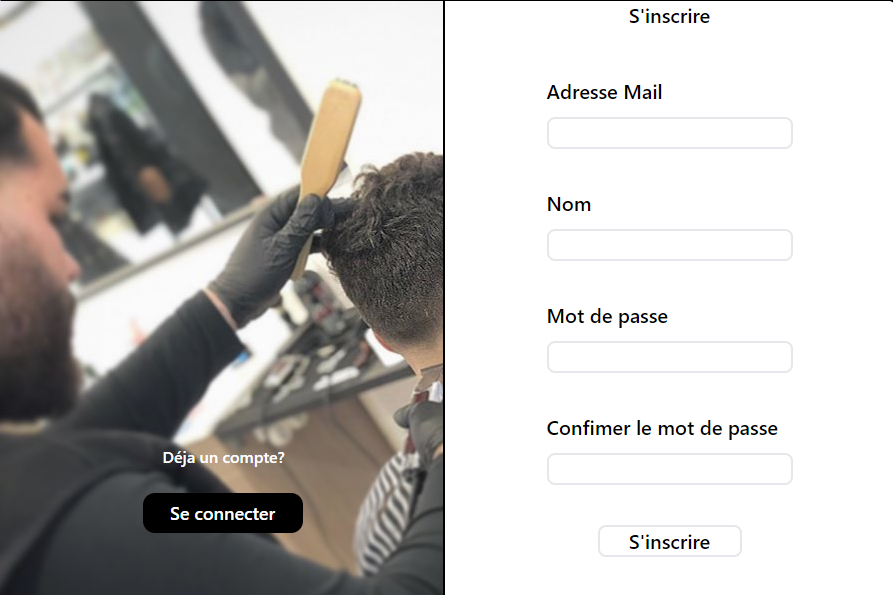 Déja un compte?
Se connecter
S'inscrire
Adresse Mail
Nom
Mot de passe
Confimer le mot de passe
S'inscrire